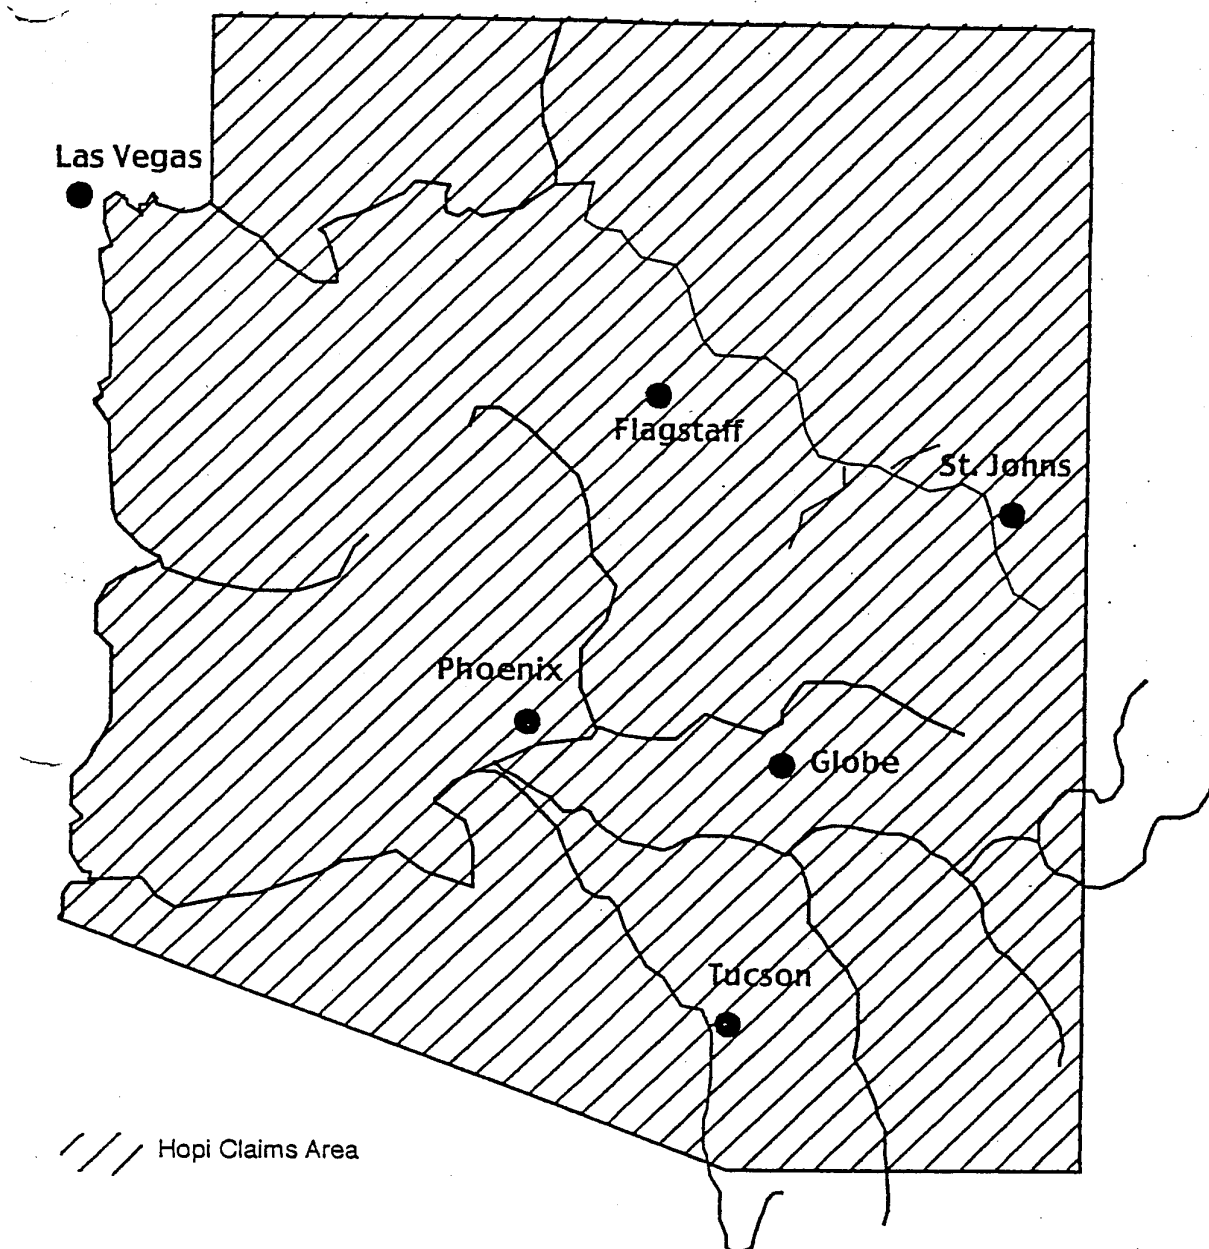 Las Vegas
Flagstaff
St. Johns
Phoenix
Globe
Tucson
Hopi Claims Area